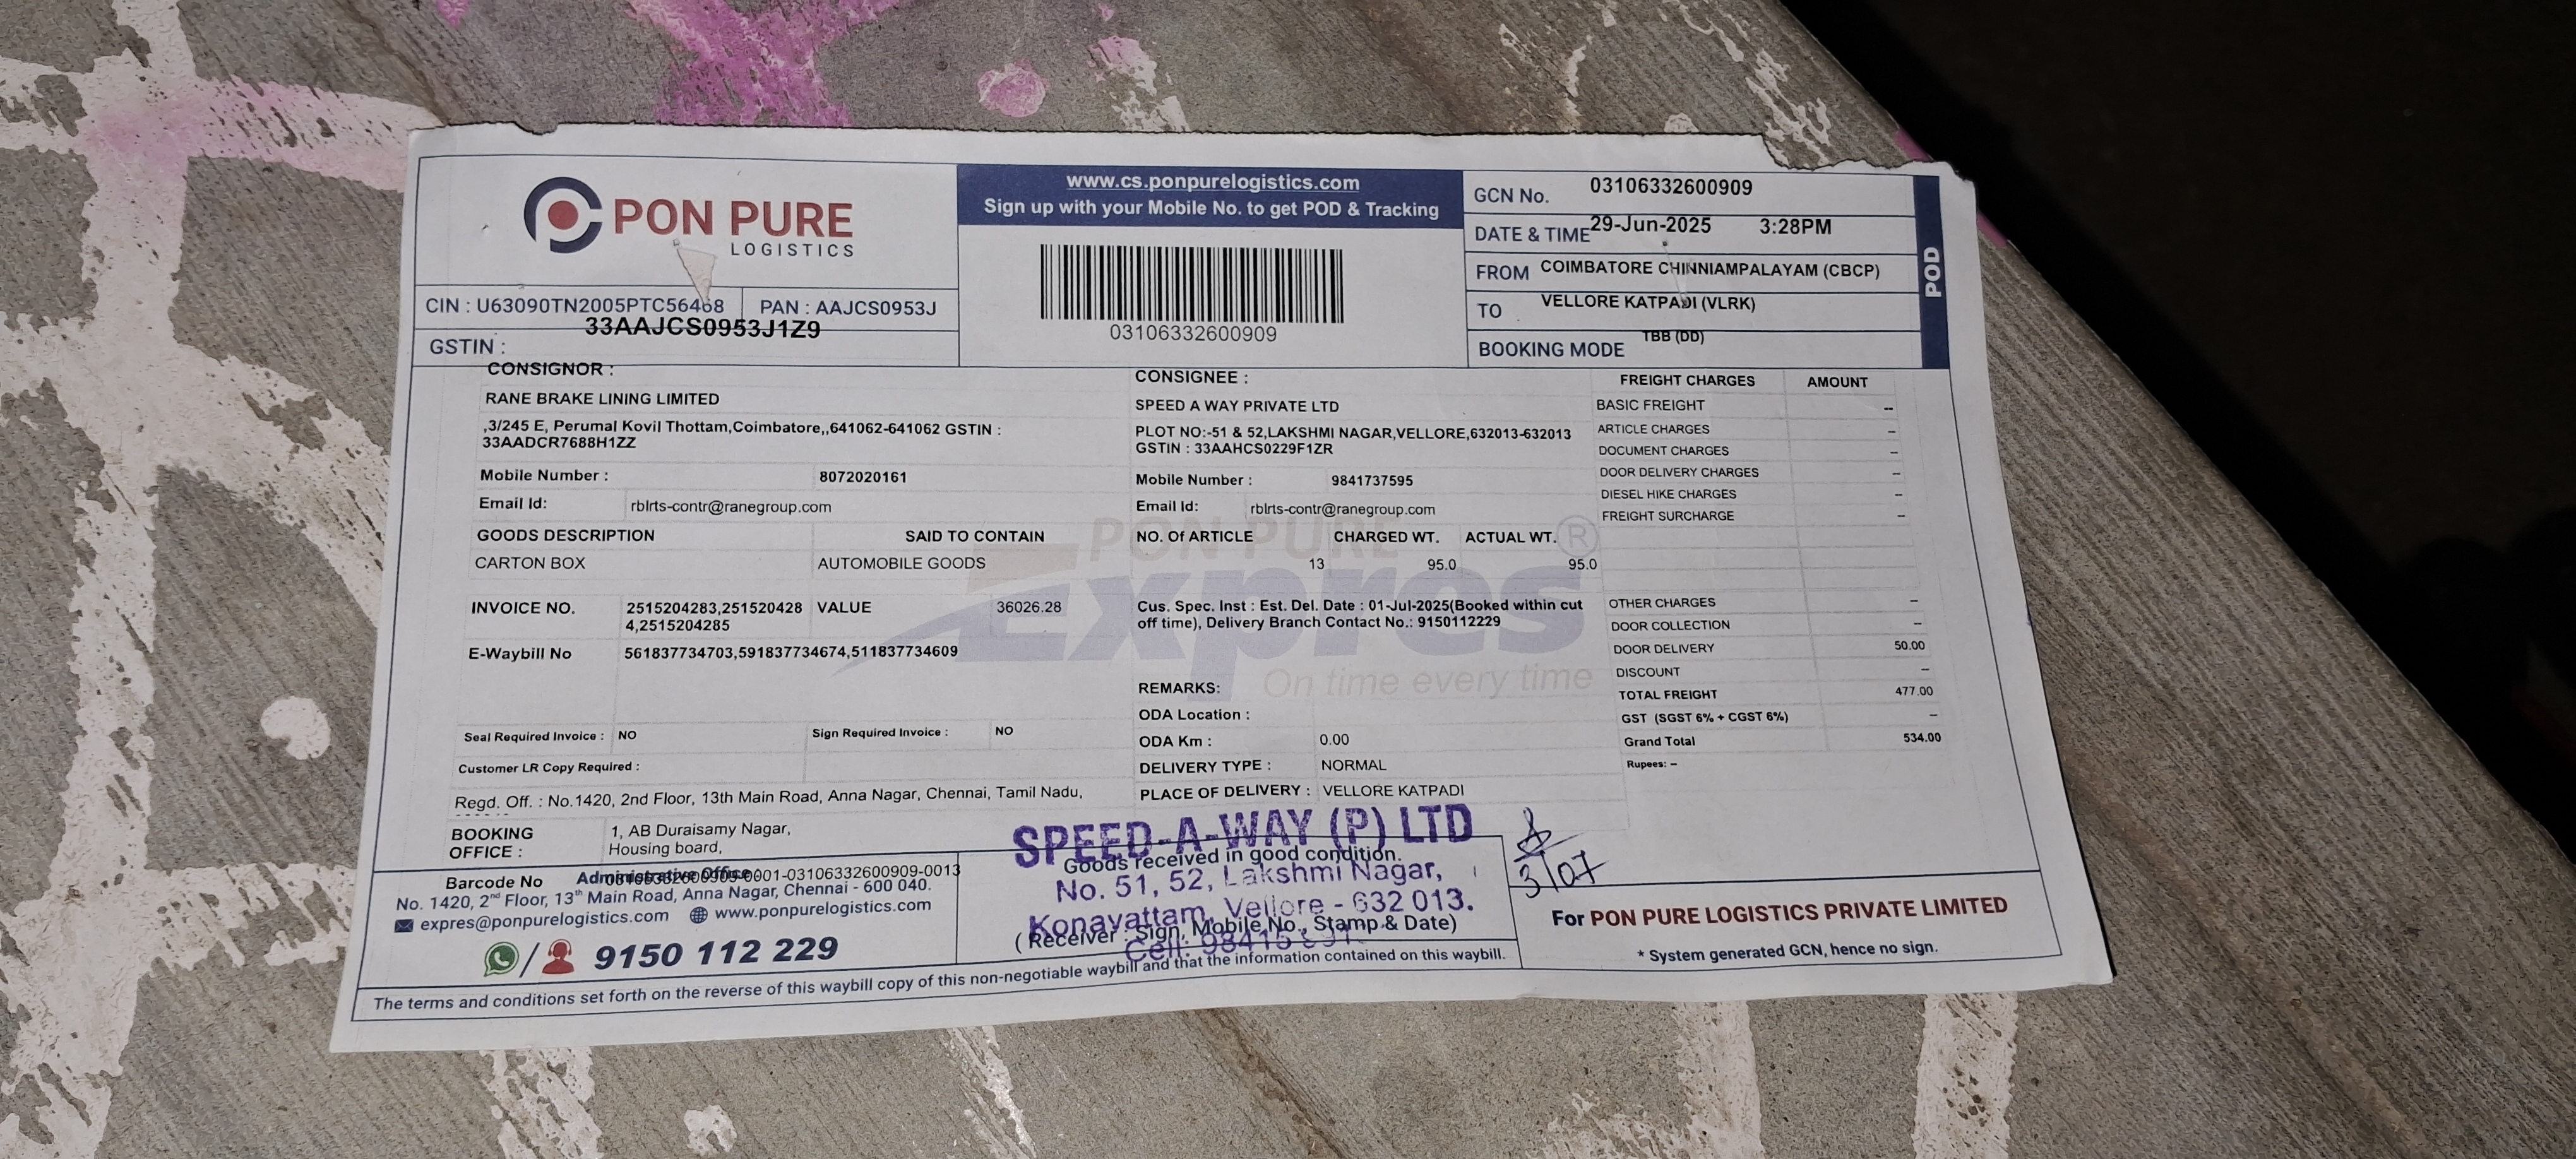 PON PURE
LOGISTICS
CIN : U63090TN2005PTC56468
PAN : AAJCS0953J
33AAJCS0953J1Z9
GSTIN :
www.cs.ponpurelogistics.com
Sign up with your Mobile No. to get POD & Tracking
03106332600909
GCN No. 03106332600909
DATE & TIME 29-Jun-2025 3:28PM
FROM COIMBATORE CHINNIAMPALAYAM (CBCP)
TO VELLORE KATPADI (VLRK)
BOOKING MODE TBB (DD)
POD
CONSIGNOR :
RANE BRAKE LINING LIMITED
,3/245 E, Perumal Kovil Thottam,Coimbatore,,641062-641062 GSTIN :
33AADCR7688H1ZZ
Mobile Number : 8072020161
Email Id: rblrts-contr@ranegroup.com
CONSIGNEE :
SPEED A WAY PRIVATE LTD
PLOT NO:-51 & 52,LAKSHMI NAGAR,VELLORE,632013-632013
GSTIN : 33AAHCS0229F1ZR
Mobile Number : 9841737595
Email Id: rblrts-contr@ranegroup.com
GOODS DESCRIPTION SAID TO CONTAIN NO. Of ARTICLE CHARGED WT. ACTUAL WT.
CARTON BOX AUTOMOBILE GOODS 13 95.0 95.0
PON PURE
Expres ®
On time every time
INVOICE NO. 2515204283,251520428
4,2515204285
VALUE 36026.28
E-Waybill No 561837734703,591837734674,511837734609
Cus. Spec. Inst : Est. Del. Date : 01-Jul-2025(Booked within cut
off time), Delivery Branch Contact No.: 9150112229
REMARKS:
ODA Location :
ODA Km : 0.00
DELIVERY TYPE : NORMAL
PLACE OF DELIVERY : VELLORE KATPADI
Seal Required Invoice : NO
Sign Required Invoice : NO
Customer LR Copy Required :
Regd. Off. : No.1420, 2nd Floor, 13th Main Road, Anna Nagar, Chennai, Tamil Nadu,
BOOKING
OFFICE :
1, AB Duraisamy Nagar,
Housing board,
FREIGHT CHARGES AMOUNT
BASIC FREIGHT --
ARTICLE CHARGES --
DOCUMENT CHARGES --
DOOR DELIVERY CHARGES --
DIESEL HIKE CHARGES --
FREIGHT SURCHARGE --
OTHER CHARGES --
DOOR COLLECTION --
DOOR DELIVERY 50.00
DISCOUNT --
TOTAL FREIGHT 477.00
GST (SGST 6% + CGST 6%) --
Grand Total 534.00
Rupees: --
Barcode No 03106332600909-0001-03106332600909-0013
Administrative Office :
No. 1420, 2nd Floor, 13th Main Road, Anna Nagar, Chennai - 600 040.
expres@ponpurelogistics.com www.ponpurelogistics.com
/ 9150 112 229
SPEED-A-WAY (P) LTD
Goods received in good condition.
No. 51, 52, Lakshmi Nagar,
Konavattam, Vellore - 632 013.
( Receiver : Sign, Mobile No., Stamp & Date)
Cell:
3/07
For PON PURE LOGISTICS PRIVATE LIMITED
* System generated GCN, hence no sign.
The terms and conditions set forth on the reverse of this waybill copy of this non-negotiable waybill and that the information contained on this waybill.